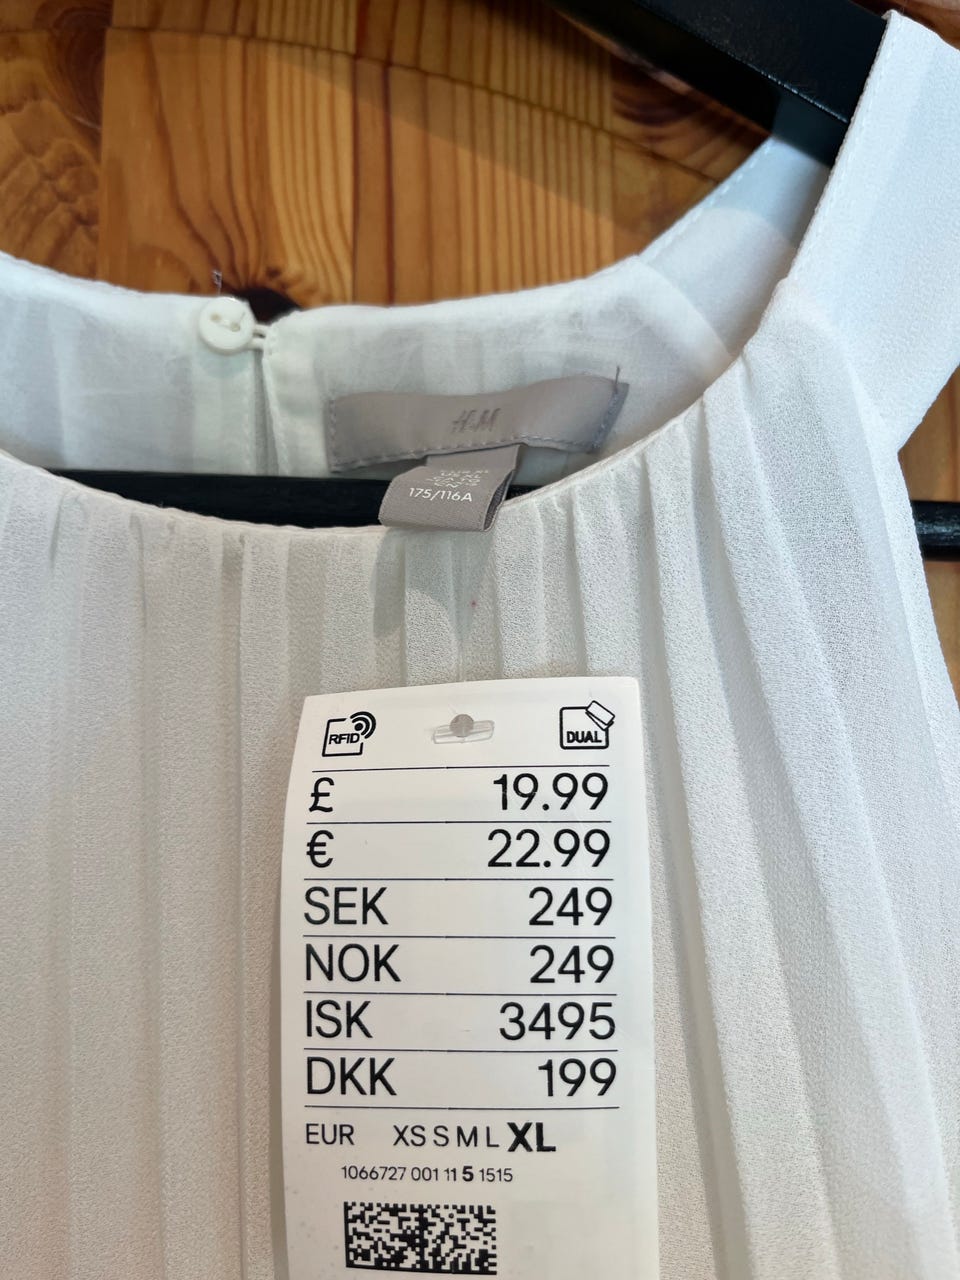 H&M
175/116A
RFID
DUAL
£ 19.99
€ 22.99
SEK 249
NOK 249
ISK 3495
DKK 199
EUR XS S M L XL
1066727 001 11 5 1515